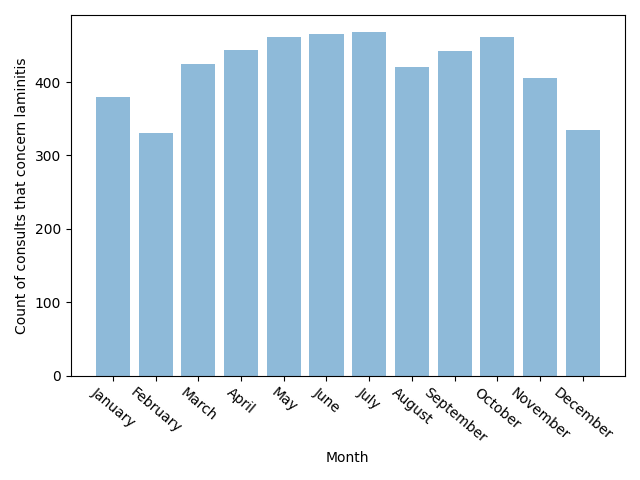 Count of consults that concern laminitis
400
300
200
100
0
January
February
March
April
May
June
July
August
September
October
November
December
Month